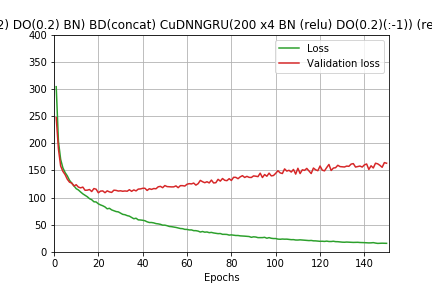 2) DO(0.2) BN) BD(concat) CuDNNGRU(200 x4 BN (relu) DO(0.2)(:-1)) (re
400
350
300
250
200
150
100
50
0
Loss
Validation loss
0 20 40 60 80 100 120 140
Epochs